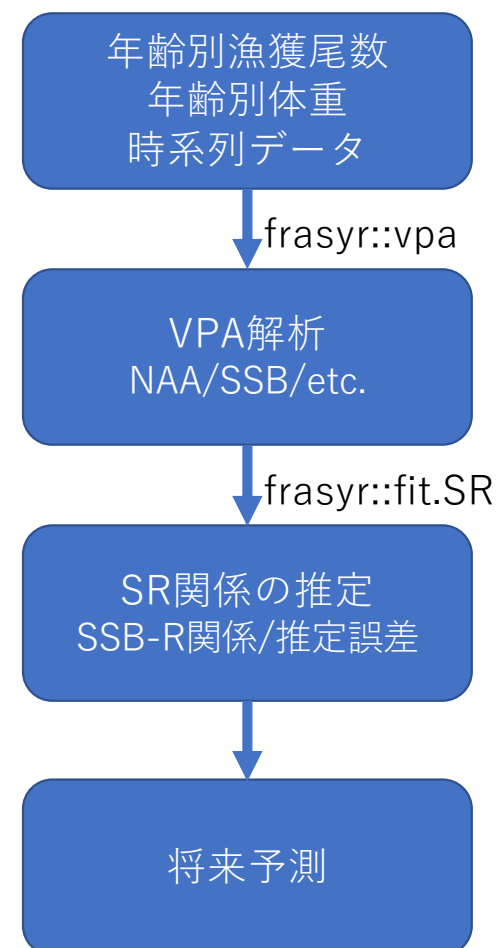 年齢別漁獲尾数
年齢別体重
時系列データ
frasyr::vpa
VPA解析
NAA/SSB/etc.
frasyr::fit.SR
SR関係の推定
SSB-R関係/推定誤差
将来予測